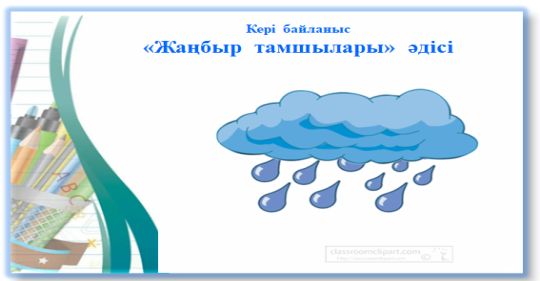 Кері байланыс
«Жаңбыр тамшылары» әдісі
A
B
C
classroomclipart.com